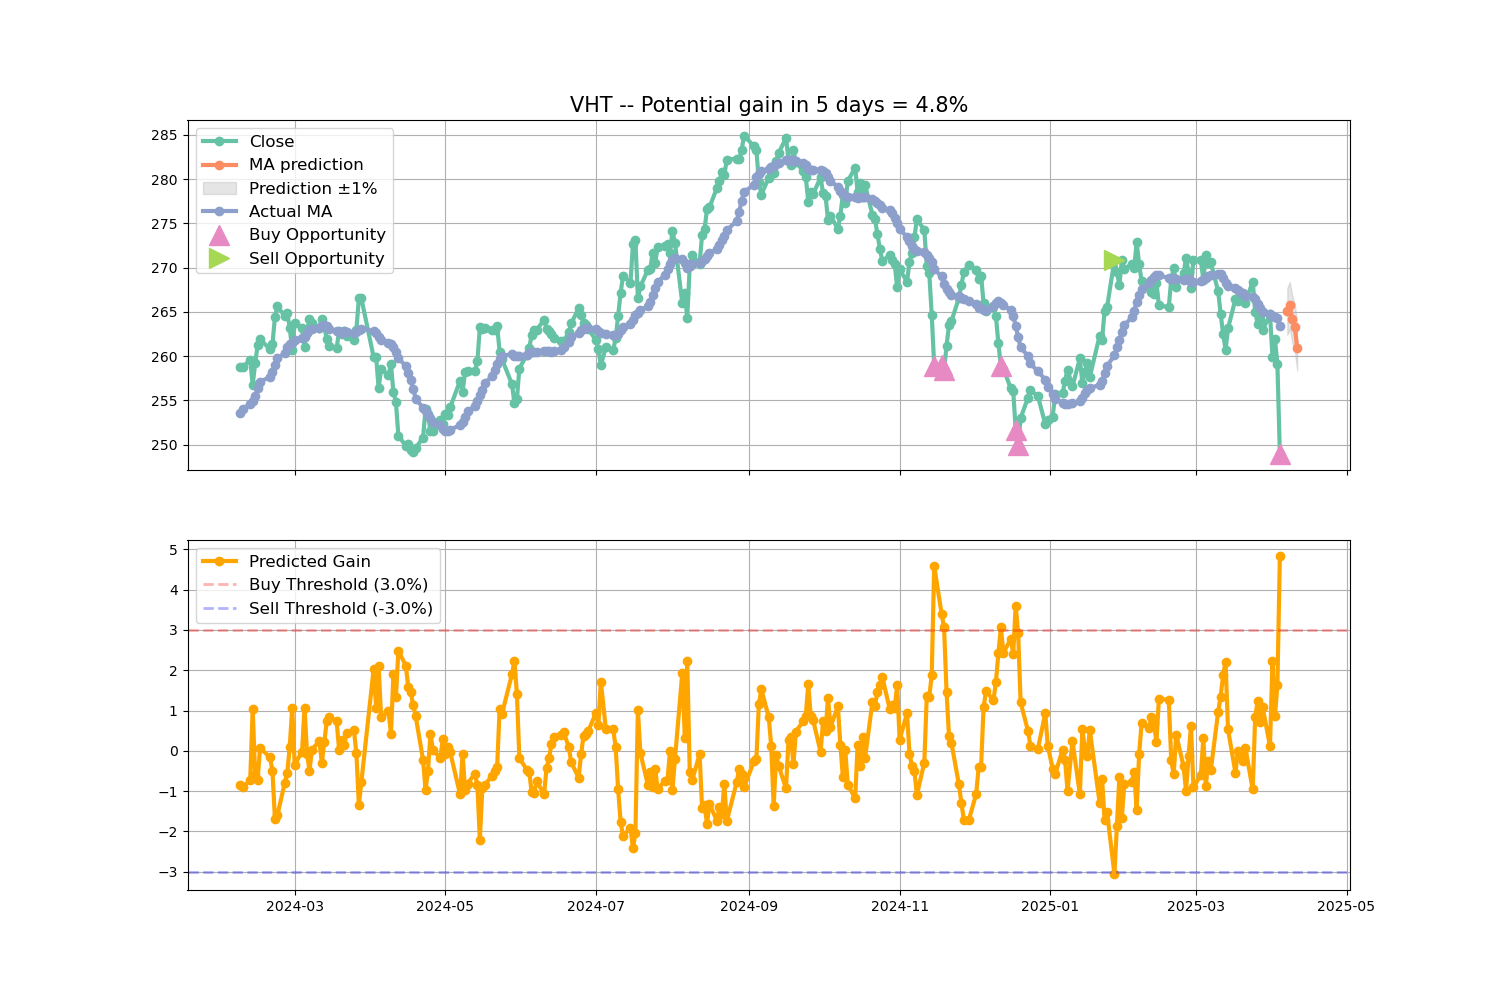 VHT -- Potential gain in 5 days = 4.8%
285
280
275
270
265
260
255
250
Close
MA prediction
Prediction ±1%
Actual MA
Buy Opportunity
Sell Opportunity
5
4
3
2
1
0
−1
−2
−3
Predicted Gain
Buy Threshold (3.0%)
Sell Threshold (-3.0%)
2024-03
2024-05
2024-07
2024-09
2024-11
2025-01
2025-03
2025-05